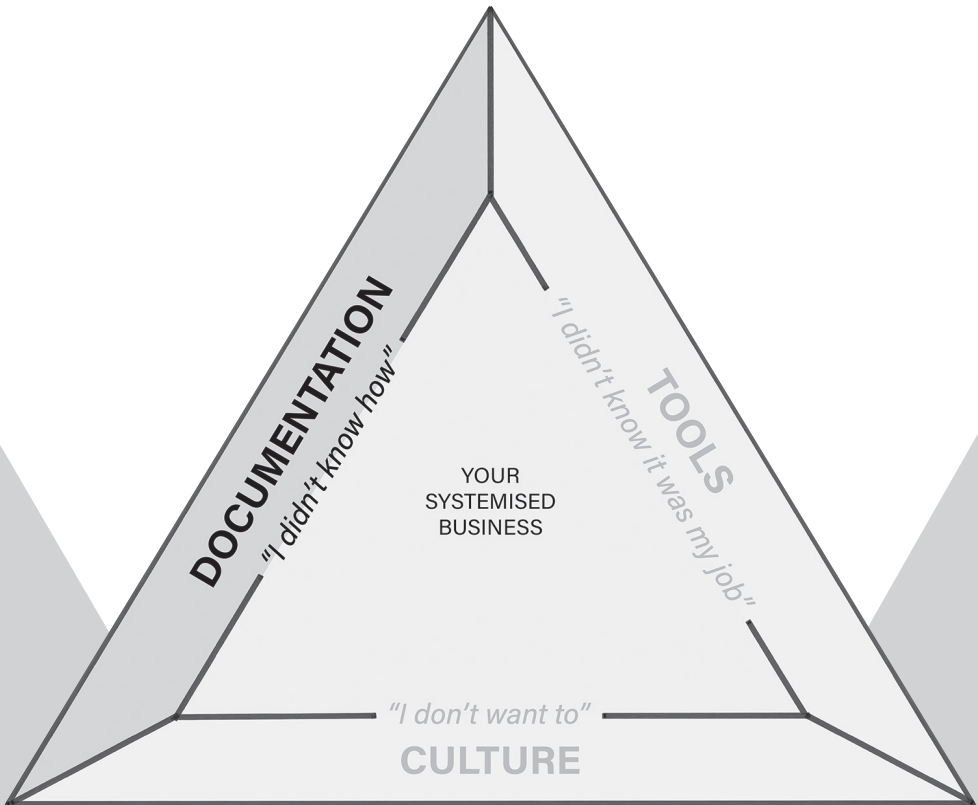 DOCUMENTATION
“I didn’t know how”
TOOLS
“I didn’t know it was my job”
YOUR
SYSTEMISED
BUSINESS
“I don’t want to”
CULTURE